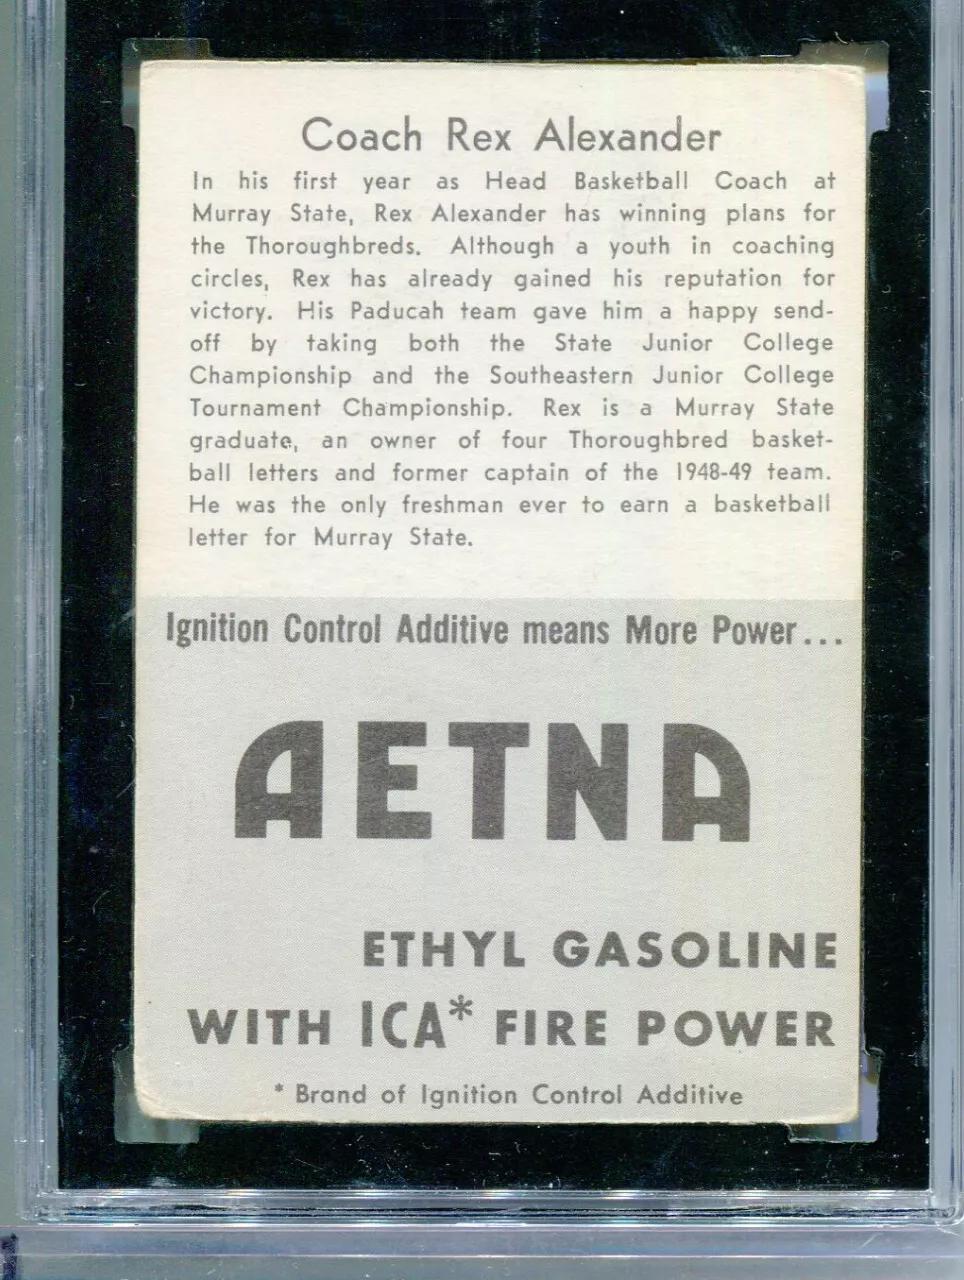 Coach Rex Alexander
In his first year as Head Basketball Coach at
Murray State, Rex Alexander has winning plans for
the Thoroughbreds. Although a youth in coaching
circles, Rex has already gained his reputation for
victory. His Paducah team gave him a happy send-
off by taking both the State Junior College
Championship and the Southeastern Junior College
Tournament Championship. Rex is a Murray State
graduate, an owner of four Thoroughbred basket-
ball letters and former captain of the 1948-49 team.
He was the only freshman ever to earn a basketball
letter for Murray State.
Ignition Control Additive means More Power...
AETNA
ETHYL GASOLINE
WITH ICA* FIRE POWER
* Brand of Ignition Control Additive